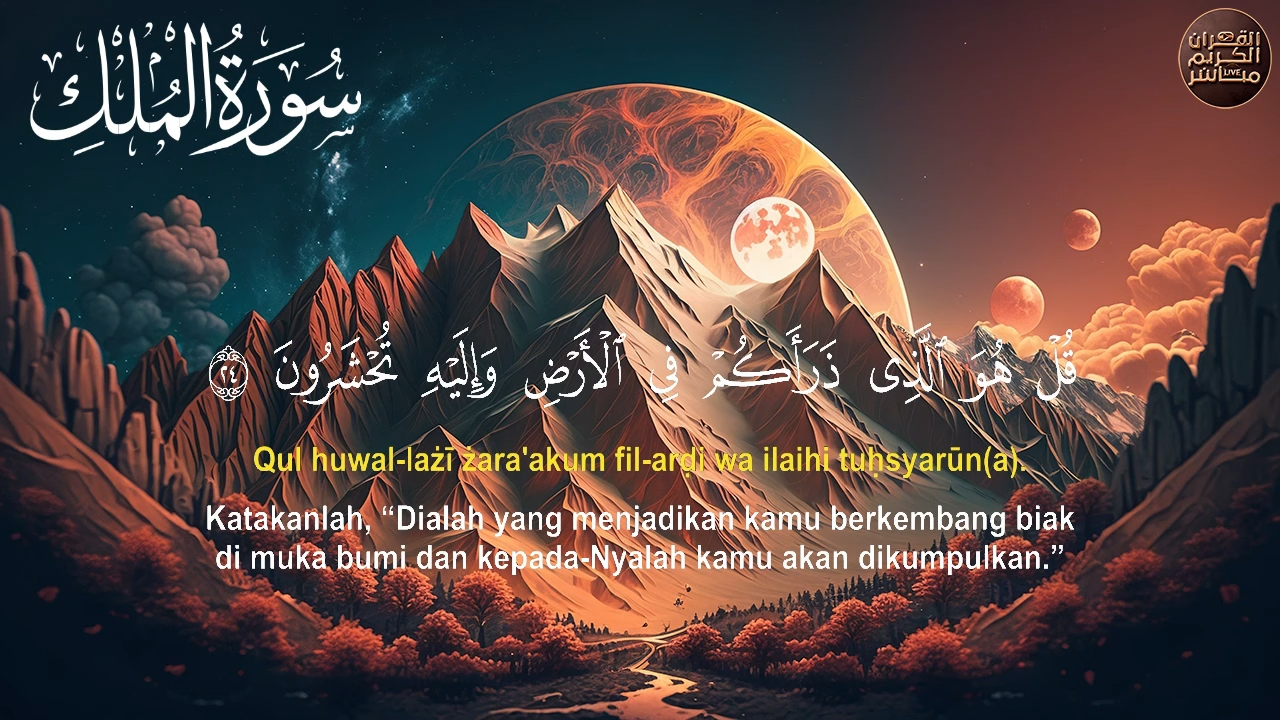 سُورَةُ الْمُلْكِ
القرآن
الكريم
LIVE
مباشر
قُلْ هُوَ ٱلَّذِى ذَرَأَكُمْ فِى ٱلْأَرْضِ وَإِلَيْهِ تُحْشَرُونَ ٢٤
Qul huwal-lażī żara'akum fil-arḍi wa ilaihi tuḥsyarūn(a).
Katakanlah, “Dialah yang menjadikan kamu berkembang biak
di muka bumi dan kepada-Nyalah kamu akan dikumpulkan.”